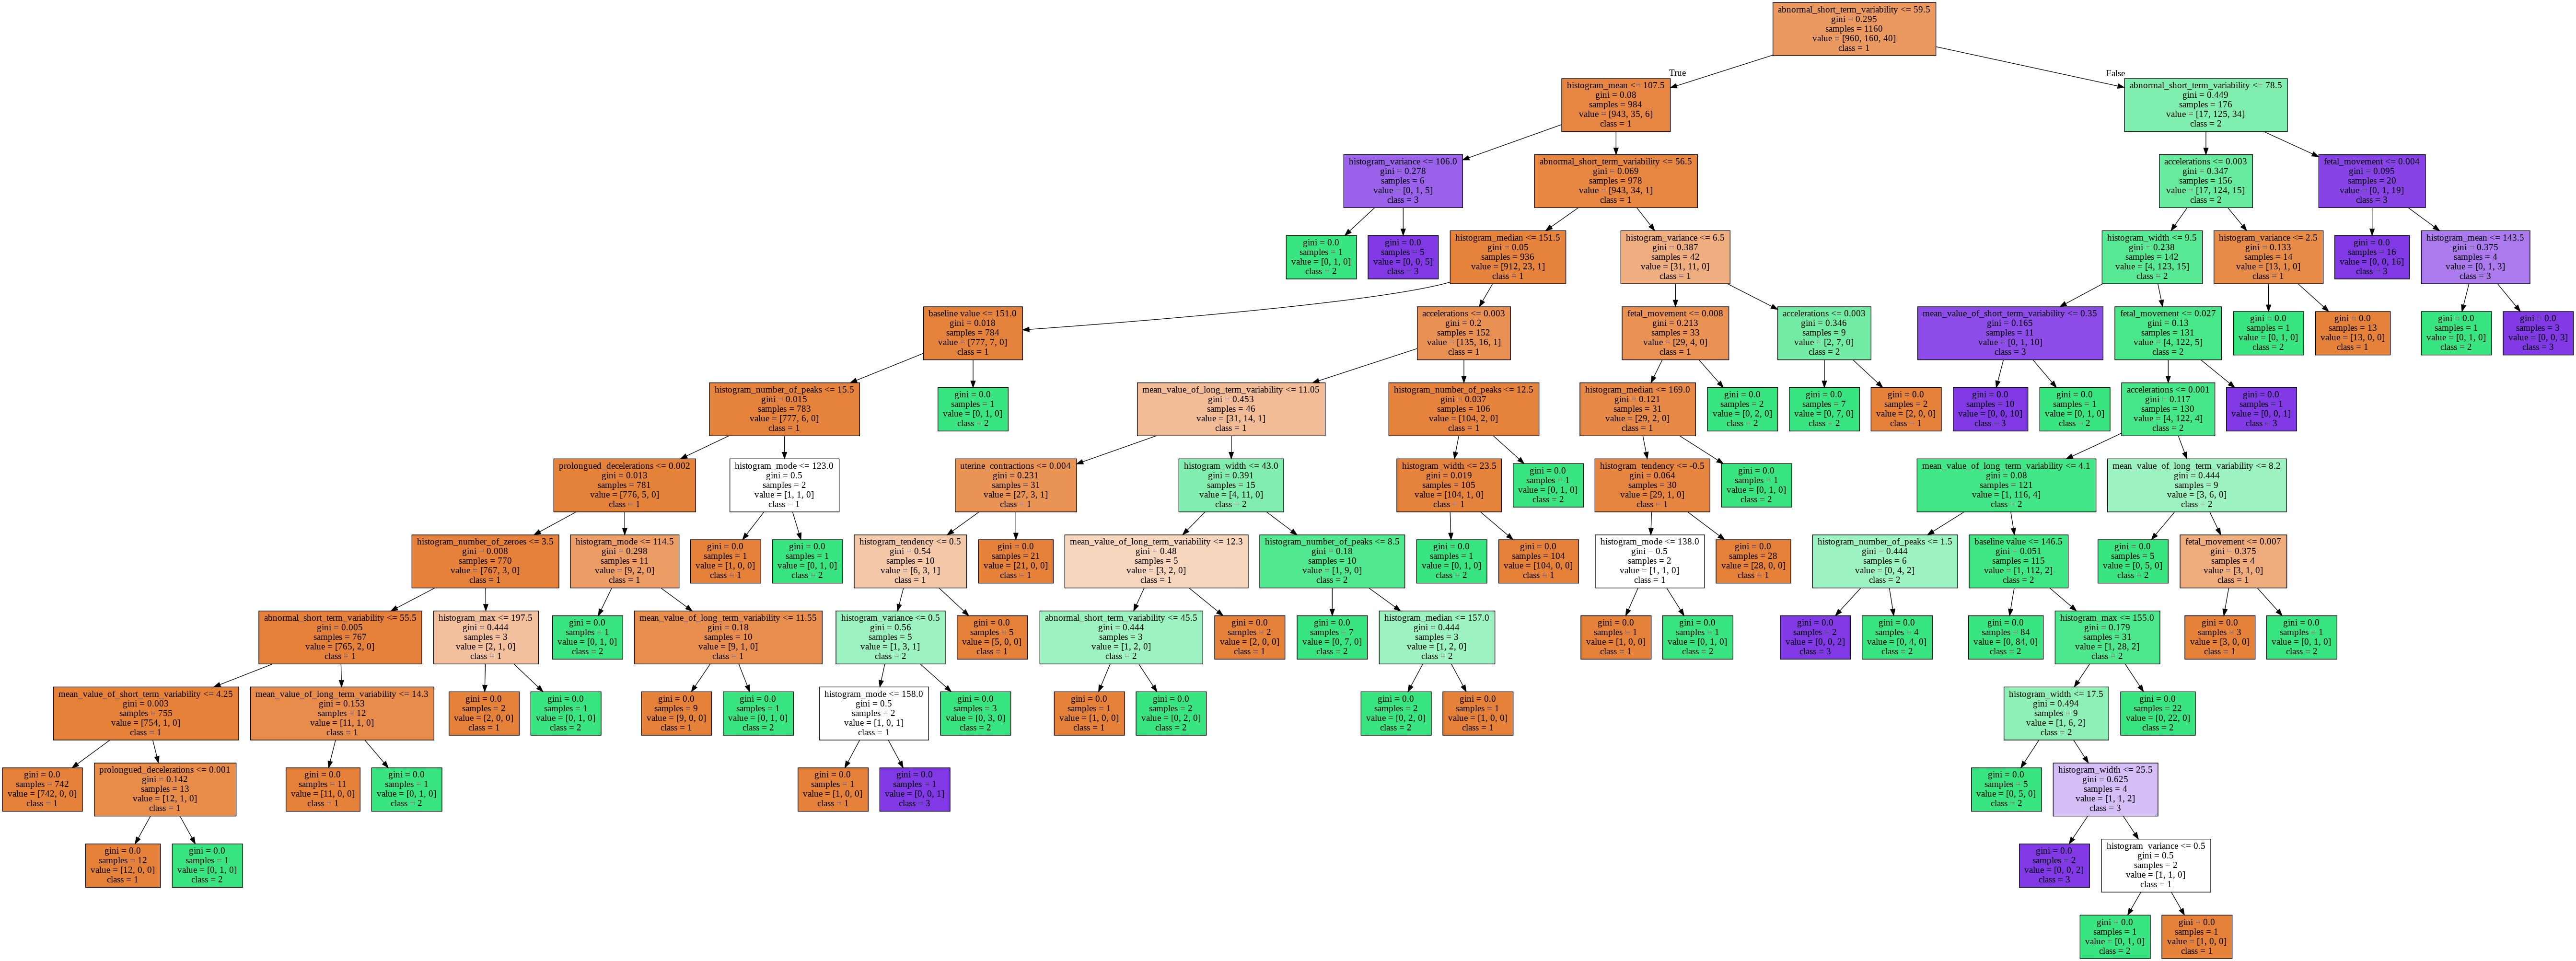 abnormal_short_term_variability <= 59.5
gini = 0.295
samples = 1160
value = [960, 160, 40]
class = 1
True
False
histogram_mean <= 107.5
gini = 0.08
samples = 984
value = [943, 35, 6]
class = 1
abnormal_short_term_variability <= 78.5
gini = 0.449
samples = 176
value = [17, 125, 34]
class = 2
histogram_variance <= 106.0
gini = 0.278
samples = 6
value = [0, 1, 5]
class = 3
abnormal_short_term_variability <= 56.5
gini = 0.069
samples = 978
value = [943, 34, 1]
class = 1
accelerations <= 0.003
gini = 0.347
samples = 156
value = [17, 124, 15]
class = 2
fetal_movement <= 0.004
gini = 0.095
samples = 20
value = [0, 1, 19]
class = 3
gini = 0.0
samples = 1
value = [0, 1, 0]
class = 2
gini = 0.0
samples = 5
value = [0, 0, 5]
class = 3
histogram_median <= 151.5
gini = 0.05
samples = 936
value = [912, 23, 1]
class = 1
histogram_variance <= 6.5
gini = 0.387
samples = 42
value = [31, 11, 0]
class = 1
histogram_width <= 9.5
gini = 0.238
samples = 142
value = [4, 123, 15]
class = 2
histogram_variance <= 2.5
gini = 0.133
samples = 14
value = [13, 1, 0]
class = 1
gini = 0.0
samples = 16
value = [0, 0, 16]
class = 3
histogram_mean <= 143.5
gini = 0.375
samples = 4
value = [0, 1, 3]
class = 3
baseline value <= 151.0
gini = 0.018
samples = 784
value = [777, 7, 0]
class = 1
accelerations <= 0.003
gini = 0.2
samples = 152
value = [135, 16, 1]
class = 1
fetal_movement <= 0.008
gini = 0.213
samples = 33
value = [29, 4, 0]
class = 1
accelerations <= 0.003
gini = 0.346
samples = 9
value = [2, 7, 0]
class = 2
mean_value_of_short_term_variability <= 0.35
gini = 0.165
samples = 11
value = [0, 1, 10]
class = 3
fetal_movement <= 0.027
gini = 0.13
samples = 131
value = [4, 122, 5]
class = 2
gini = 0.0
samples = 1
value = [0, 1, 0]
class = 2
gini = 0.0
samples = 13
value = [13, 0, 0]
class = 1
gini = 0.0
samples = 1
value = [0, 1, 0]
class = 2
gini = 0.0
samples = 3
value = [0, 0, 3]
class = 3
histogram_number_of_peaks <= 15.5
gini = 0.015
samples = 783
value = [777, 6, 0]
class = 1
gini = 0.0
samples = 1
value = [0, 1, 0]
class = 2
mean_value_of_long_term_variability <= 11.05
gini = 0.453
samples = 46
value = [31, 14, 1]
class = 1
histogram_number_of_peaks <= 12.5
gini = 0.037
samples = 106
value = [104, 2, 0]
class = 1
histogram_median <= 169.0
gini = 0.121
samples = 31
value = [29, 2, 0]
class = 1
gini = 0.0
samples = 2
value = [0, 2, 0]
class = 2
gini = 0.0
samples = 7
value = [0, 7, 0]
class = 2
gini = 0.0
samples = 2
value = [2, 0, 0]
class = 1
gini = 0.0
samples = 10
value = [0, 0, 10]
class = 3
gini = 0.0
samples = 1
value = [0, 1, 0]
class = 2
accelerations <= 0.001
gini = 0.117
samples = 130
value = [4, 122, 4]
class = 2
gini = 0.0
samples = 1
value = [0, 0, 1]
class = 3
prolongued_decelerations <= 0.002
gini = 0.013
samples = 781
value = [776, 5, 0]
class = 1
histogram_mode <= 123.0
gini = 0.5
samples = 2
value = [1, 1, 0]
class = 1
uterine_contractions <= 0.004
gini = 0.231
samples = 31
value = [27, 3, 1]
class = 1
histogram_width <= 43.0
gini = 0.391
samples = 15
value = [4, 11, 0]
class = 2
histogram_width <= 23.5
gini = 0.019
samples = 105
value = [104, 1, 0]
class = 1
gini = 0.0
samples = 1
value = [0, 1, 0]
class = 2
histogram_tendency <= -0.5
gini = 0.064
samples = 30
value = [29, 1, 0]
class = 1
gini = 0.0
samples = 1
value = [0, 1, 0]
class = 2
mean_value_of_long_term_variability <= 4.1
gini = 0.08
samples = 121
value = [1, 116, 4]
class = 2
mean_value_of_long_term_variability <= 8.2
gini = 0.444
samples = 9
value = [3, 6, 0]
class = 2
histogram_number_of_zeroes <= 3.5
gini = 0.008
samples = 770
value = [767, 3, 0]
class = 1
histogram_mode <= 114.5
gini = 0.298
samples = 11
value = [9, 2, 0]
class = 1
gini = 0.0
samples = 1
value = [1, 0, 0]
class = 1
gini = 0.0
samples = 1
value = [0, 1, 0]
class = 2
histogram_tendency <= 0.5
gini = 0.54
samples = 10
value = [6, 3, 1]
class = 1
gini = 0.0
samples = 21
value = [21, 0, 0]
class = 1
mean_value_of_long_term_variability <= 12.3
gini = 0.48
samples = 5
value = [3, 2, 0]
class = 1
histogram_number_of_peaks <= 8.5
gini = 0.18
samples = 10
value = [1, 9, 0]
class = 2
gini = 0.0
samples = 1
value = [0, 1, 0]
class = 2
gini = 0.0
samples = 104
value = [104, 0, 0]
class = 1
histogram_mode <= 138.0
gini = 0.5
samples = 2
value = [1, 1, 0]
class = 1
gini = 0.0
samples = 28
value = [28, 0, 0]
class = 1
histogram_number_of_peaks <= 1.5
gini = 0.444
samples = 6
value = [0, 4, 2]
class = 2
baseline value <= 146.5
gini = 0.051
samples = 115
value = [1, 112, 2]
class = 2
gini = 0.0
samples = 5
value = [0, 5, 0]
class = 2
fetal_movement <= 0.007
gini = 0.375
samples = 4
value = [3, 1, 0]
class = 1
abnormal_short_term_variability <= 55.5
gini = 0.005
samples = 767
value = [765, 2, 0]
class = 1
histogram_max <= 197.5
gini = 0.444
samples = 3
value = [2, 1, 0]
class = 1
gini = 0.0
samples = 1
value = [0, 1, 0]
class = 2
mean_value_of_long_term_variability <= 11.55
gini = 0.18
samples = 10
value = [9, 1, 0]
class = 1
histogram_variance <= 0.5
gini = 0.56
samples = 5
value = [1, 3, 1]
class = 2
gini = 0.0
samples = 5
value = [5, 0, 0]
class = 1
abnormal_short_term_variability <= 45.5
gini = 0.444
samples = 3
value = [1, 2, 0]
class = 2
gini = 0.0
samples = 2
value = [2, 0, 0]
class = 1
gini = 0.0
samples = 7
value = [0, 7, 0]
class = 2
histogram_median <= 157.0
gini = 0.444
samples = 3
value = [1, 2, 0]
class = 2
gini = 0.0
samples = 1
value = [1, 0, 0]
class = 1
gini = 0.0
samples = 1
value = [0, 1, 0]
class = 2
gini = 0.0
samples = 2
value = [0, 0, 2]
class = 3
gini = 0.0
samples = 4
value = [0, 4, 0]
class = 2
gini = 0.0
samples = 84
value = [0, 84, 0]
class = 2
histogram_max <= 155.0
gini = 0.179
samples = 31
value = [1, 28, 2]
class = 2
gini = 0.0
samples = 3
value = [3, 0, 0]
class = 1
gini = 0.0
samples = 1
value = [0, 1, 0]
class = 2
mean_value_of_short_term_variability <= 4.25
gini = 0.003
samples = 755
value = [754, 1, 0]
class = 1
mean_value_of_long_term_variability <= 14.3
gini = 0.153
samples = 12
value = [11, 1, 0]
class = 1
gini = 0.0
samples = 2
value = [2, 0, 0]
class = 1
gini = 0.0
samples = 1
value = [0, 1, 0]
class = 2
gini = 0.0
samples = 9
value = [9, 0, 0]
class = 1
gini = 0.0
samples = 1
value = [0, 1, 0]
class = 2
histogram_mode <= 158.0
gini = 0.5
samples = 2
value = [1, 0, 1]
class = 1
gini = 0.0
samples = 3
value = [0, 3, 0]
class = 2
gini = 0.0
samples = 1
value = [1, 0, 0]
class = 1
gini = 0.0
samples = 2
value = [0, 2, 0]
class = 2
gini = 0.0
samples = 2
value = [0, 2, 0]
class = 2
gini = 0.0
samples = 1
value = [1, 0, 0]
class = 1
histogram_width <= 17.5
gini = 0.494
samples = 9
value = [1, 6, 2]
class = 2
gini = 0.0
samples = 22
value = [0, 22, 0]
class = 2
gini = 0.0
samples = 742
value = [742, 0, 0]
class = 1
prolongued_decelerations <= 0.001
gini = 0.142
samples = 13
value = [12, 1, 0]
class = 1
gini = 0.0
samples = 11
value = [11, 0, 0]
class = 1
gini = 0.0
samples = 1
value = [0, 1, 0]
class = 2
gini = 0.0
samples = 1
value = [1, 0, 0]
class = 1
gini = 0.0
samples = 1
value = [0, 0, 1]
class = 3
gini = 0.0
samples = 5
value = [0, 5, 0]
class = 2
histogram_width <= 25.5
gini = 0.625
samples = 4
value = [1, 1, 2]
class = 3
gini = 0.0
samples = 12
value = [12, 0, 0]
class = 1
gini = 0.0
samples = 1
value = [0, 1, 0]
class = 2
gini = 0.0
samples = 2
value = [0, 0, 2]
class = 3
histogram_variance <= 0.5
gini = 0.5
samples = 2
value = [1, 1, 0]
class = 1
gini = 0.0
samples = 1
value = [0, 1, 0]
class = 2
gini = 0.0
samples = 1
value = [1, 0, 0]
class = 1